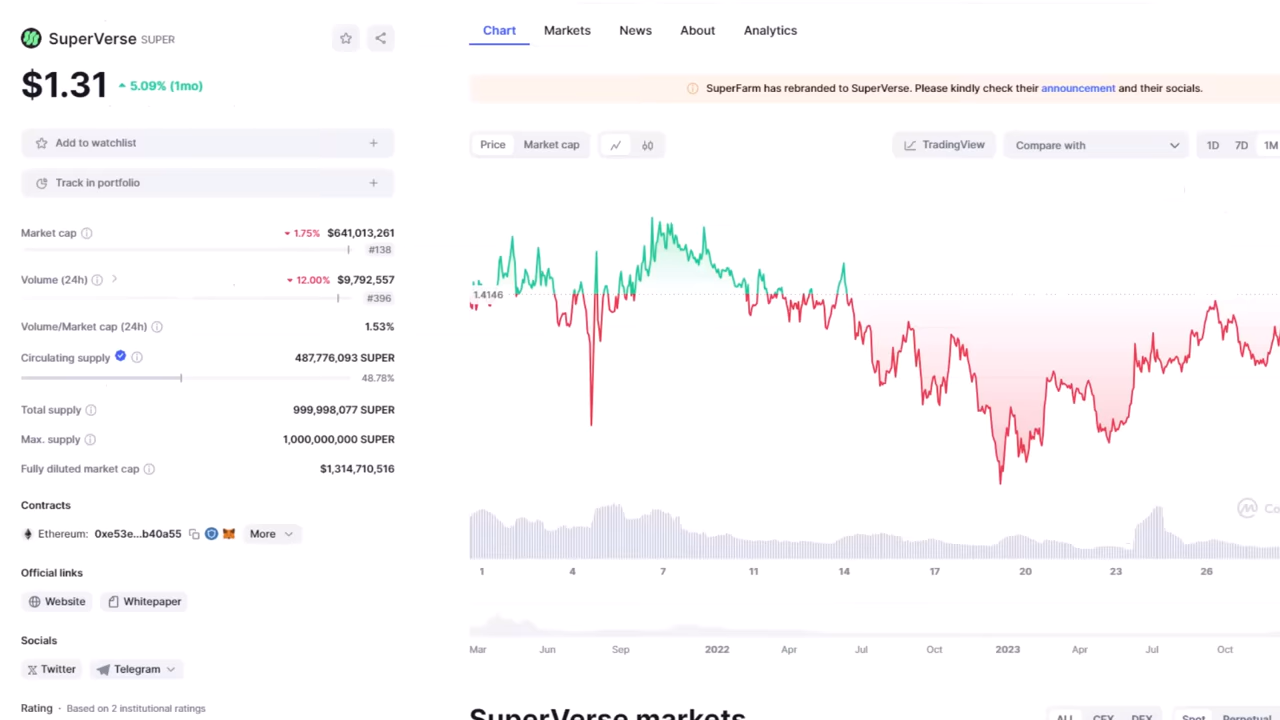 SuperVerse SUPER
$1.31 5.09% (1mo)
Add to watchlist
Track in portfolio
Market cap 1.75% $641,013,261
#138
Volume (24h) 12.00% $9,792,557
#396
Volume/Market cap (24h) 1.53%
Circulating supply 487,776,093 SUPER
48.78%
Total supply 999,998,077 SUPER
Max. supply 1,000,000,000 SUPER
Fully diluted market cap $1,314,710,516
Contracts
Ethereum: 0xe53e...b40a55 More
Official links
Website Whitepaper
Socials
Twitter Telegram
Rating · Based on 2 institutional ratings
Chart Markets News About Analytics
SuperFarm has rebranded to SuperVerse. Please kindly check their announcement and their socials.
Price Market cap TradingView Compare with 1D 7D 1M
1.4146
Co
1 4 7 11 14 17 20 23 26
Mar Jun Sep 2022 Apr Jul Oct 2023 Apr Jul Oct
SuperVerse markets ALL CEX DEX Spot Perpetual